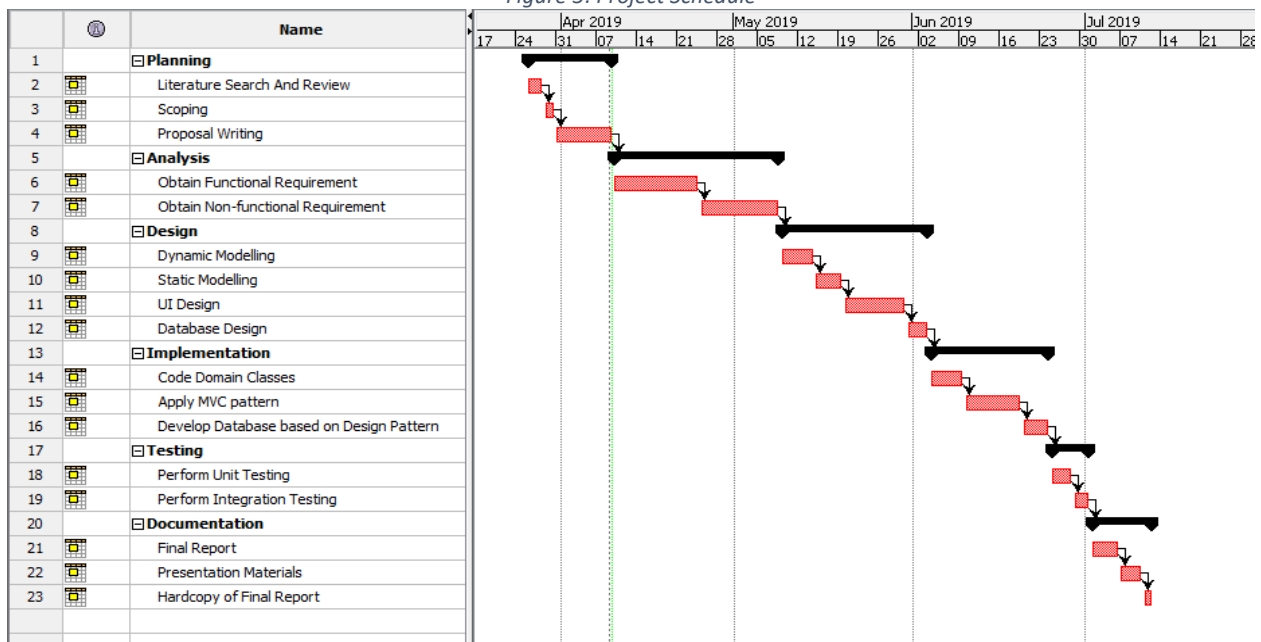 Figure Project Schedule
Name
Apr 2019 May 2019 Jun 2019 Jul 2019
17 24 31 07 14 21 28 05 12 19 26 02 09 16 23 30 07 14 21 28
1 Planning
2 Literature Search And Review
3 Scoping
4 Proposal Writing
5 Analysis
6 Obtain Functional Requirement
7 Obtain Non-functional Requirement
8 Design
9 Dynamic Modelling
10 Static Modelling
11 UI Design
12 Database Design
13 Implementation
14 Code Domain Classes
15 Apply MVC pattern
16 Develop Database based on Design Pattern
17 Testing
18 Perform Unit Testing
19 Perform Integration Testing
20 Documentation
21 Final Report
22 Presentation Materials
23 Hardcopy of Final Report